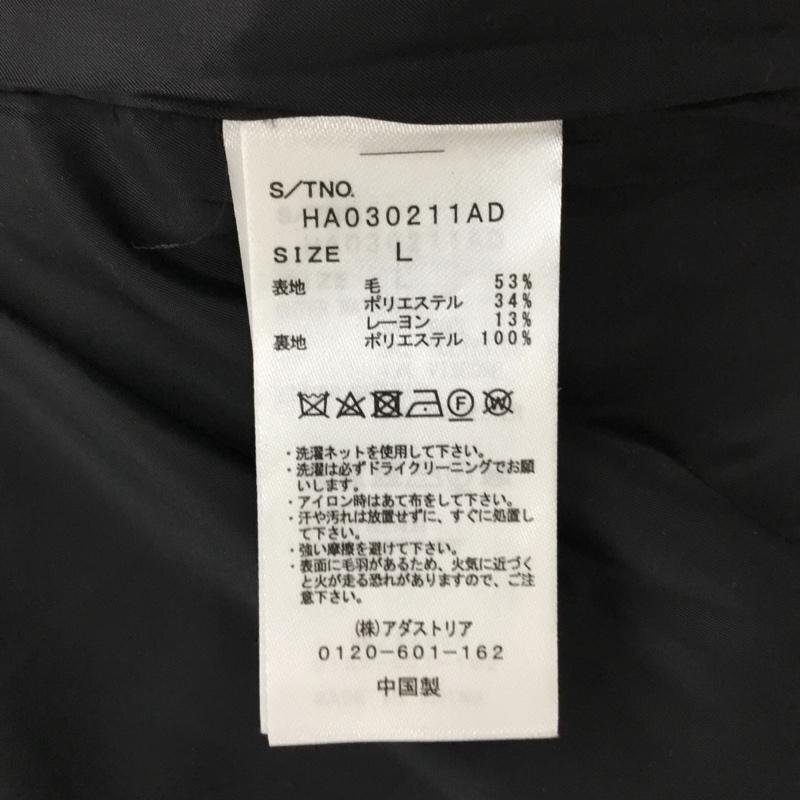 S/TNO.
HA030211AD
SIZE L
表地 毛 53%
ポリエステル 34%
レーヨン 13%
裏地 ポリエステル 100%
F W
・洗濯ネットを使用して下さい。
・洗濯は必ずドライクリーニングでお願
いします。
・アイロン時はあて布をして下さい。
・汗や汚れは放置せずに、すぐに処置し
て下さい。
・強い摩擦を避けて下さい。
・表面に毛羽があるため、火気に近づく
と火が走る恐れがありますので、ご注
意下さい。
(株)アダストリア
0120-601-162
中国製